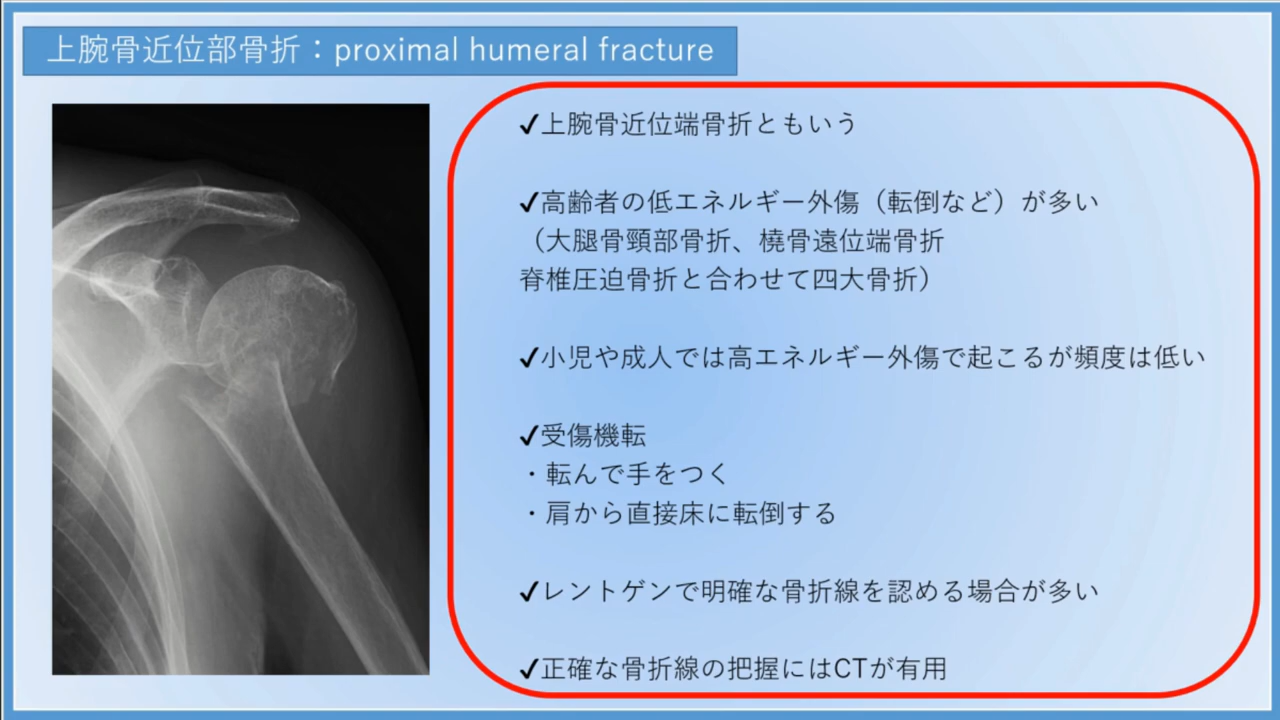 上腕骨近位部骨折：proximal humeral fracture
✓上腕骨近位端骨折ともいう
✓高齢者の低エネルギー外傷（転倒など）が多い
（大腿骨頸部骨折、橈骨遠位端骨折
脊椎圧迫骨折と合わせて四大骨折）
✓小児や成人では高エネルギー外傷で起こるが頻度は低い
✓受傷機転
・転んで手をつく
・肩から直接床に転倒する
✓レントゲンで明確な骨折線を認める場合が多い
✓正確な骨折線の把握にはCTが有用